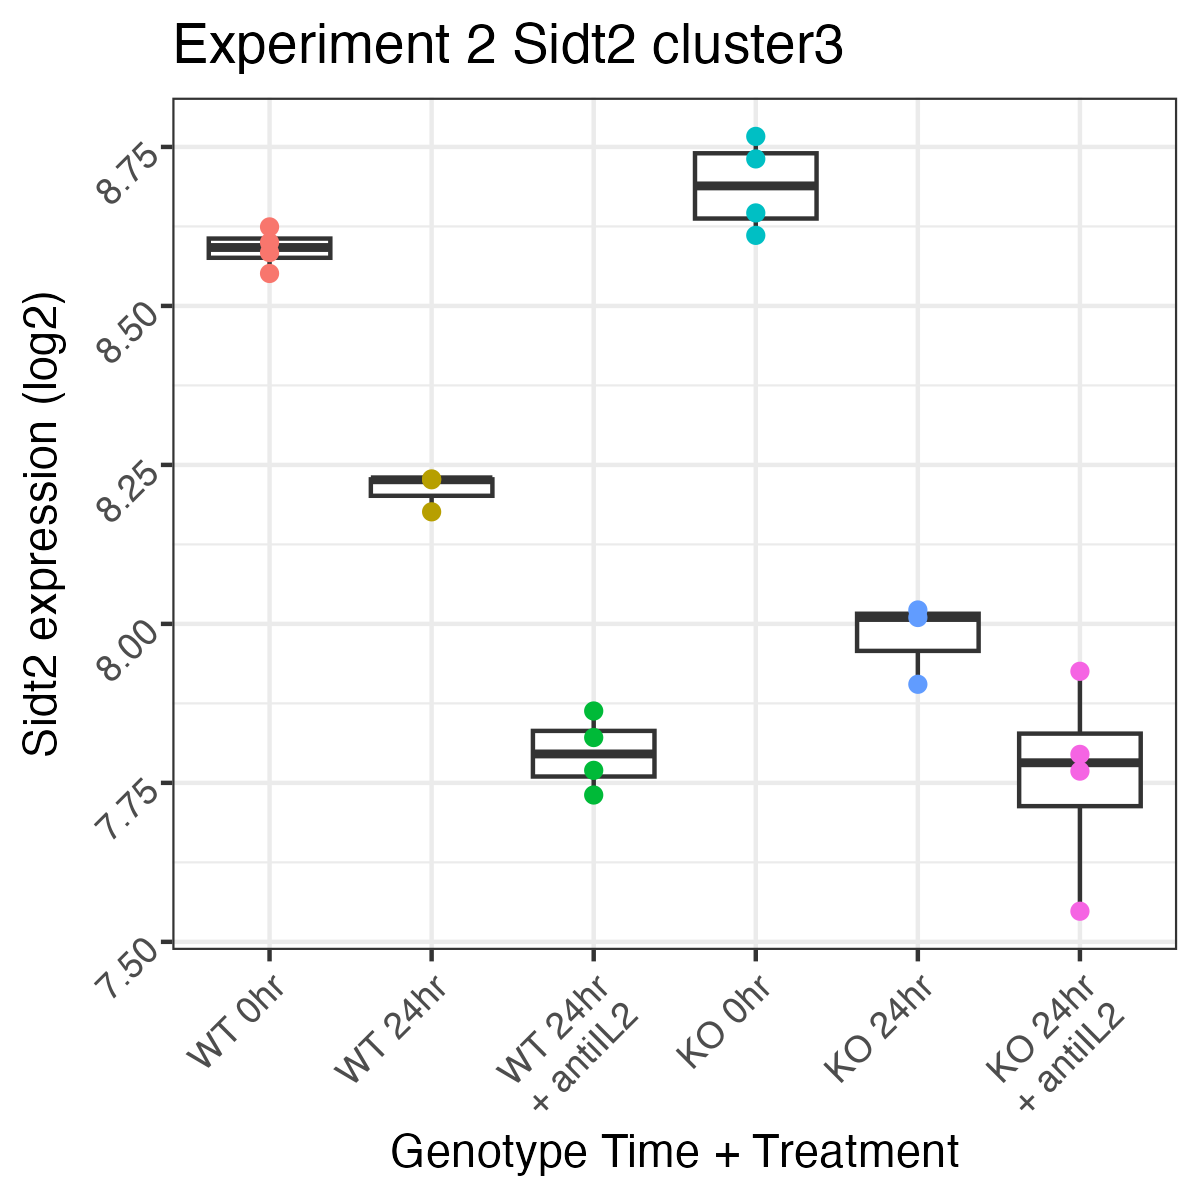 Experiment 2 Sidt2 cluster3
Sidt2 expression (log2)
8.75
8.50
8.25
8.00
7.75
7.50
WT 0hr
WT 24hr
WT 24hr
+ antiIL2
KO 0hr
KO 24hr
KO 24hr
+ antiIL2
Genotype Time + Treatment